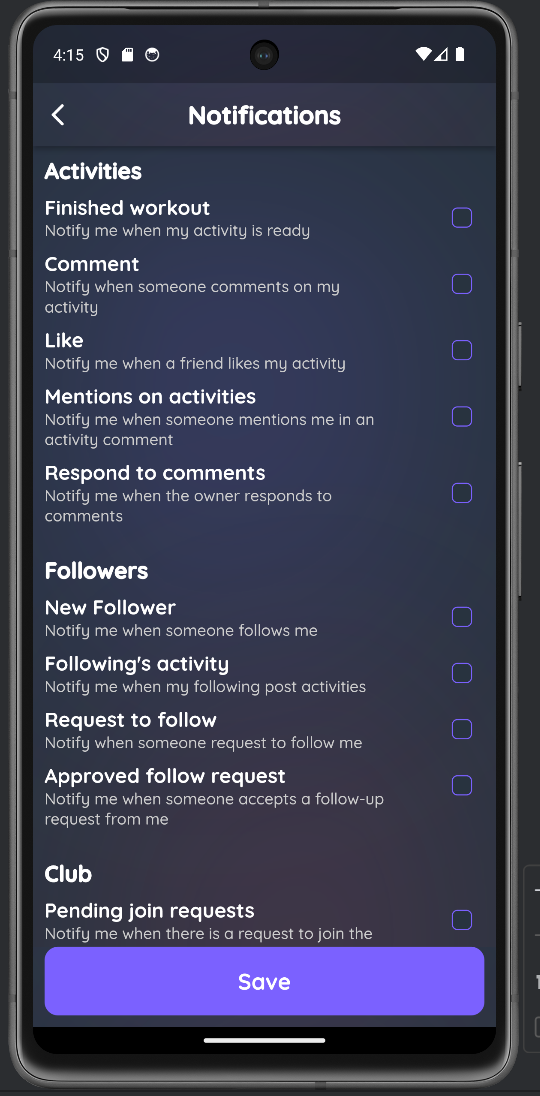 4:15
Notifications
Activities
Finished workout
Notify me when my activity is ready
Comment
Notify when someone comments on my
activity
Like
Notify me when a friend likes my activity
Mentions on activities
Notify me when someone mentions me in an
activity comment
Respond to comments
Notify me when the owner responds to
comments
Followers
New Follower
Notify me when someone follows me
Following's activity
Notify me when my following post activities
Request to follow
Notify when someone request to follow me
Approved follow request
Notify me when someone accepts a follow-up
request from me
Club
Pending join requests
Notify me when there is a request to join the
Save